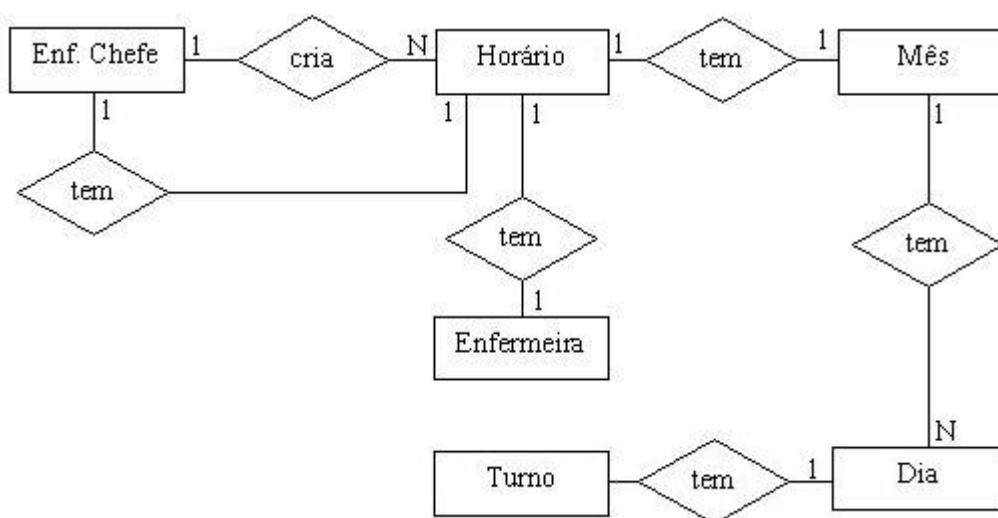 Enf. Chefe 1 cria N Horário 1 tem 1 Mês
1 1 1 1
tem
tem tem
1
Enfermeira
N
Turno tem 1 Dia